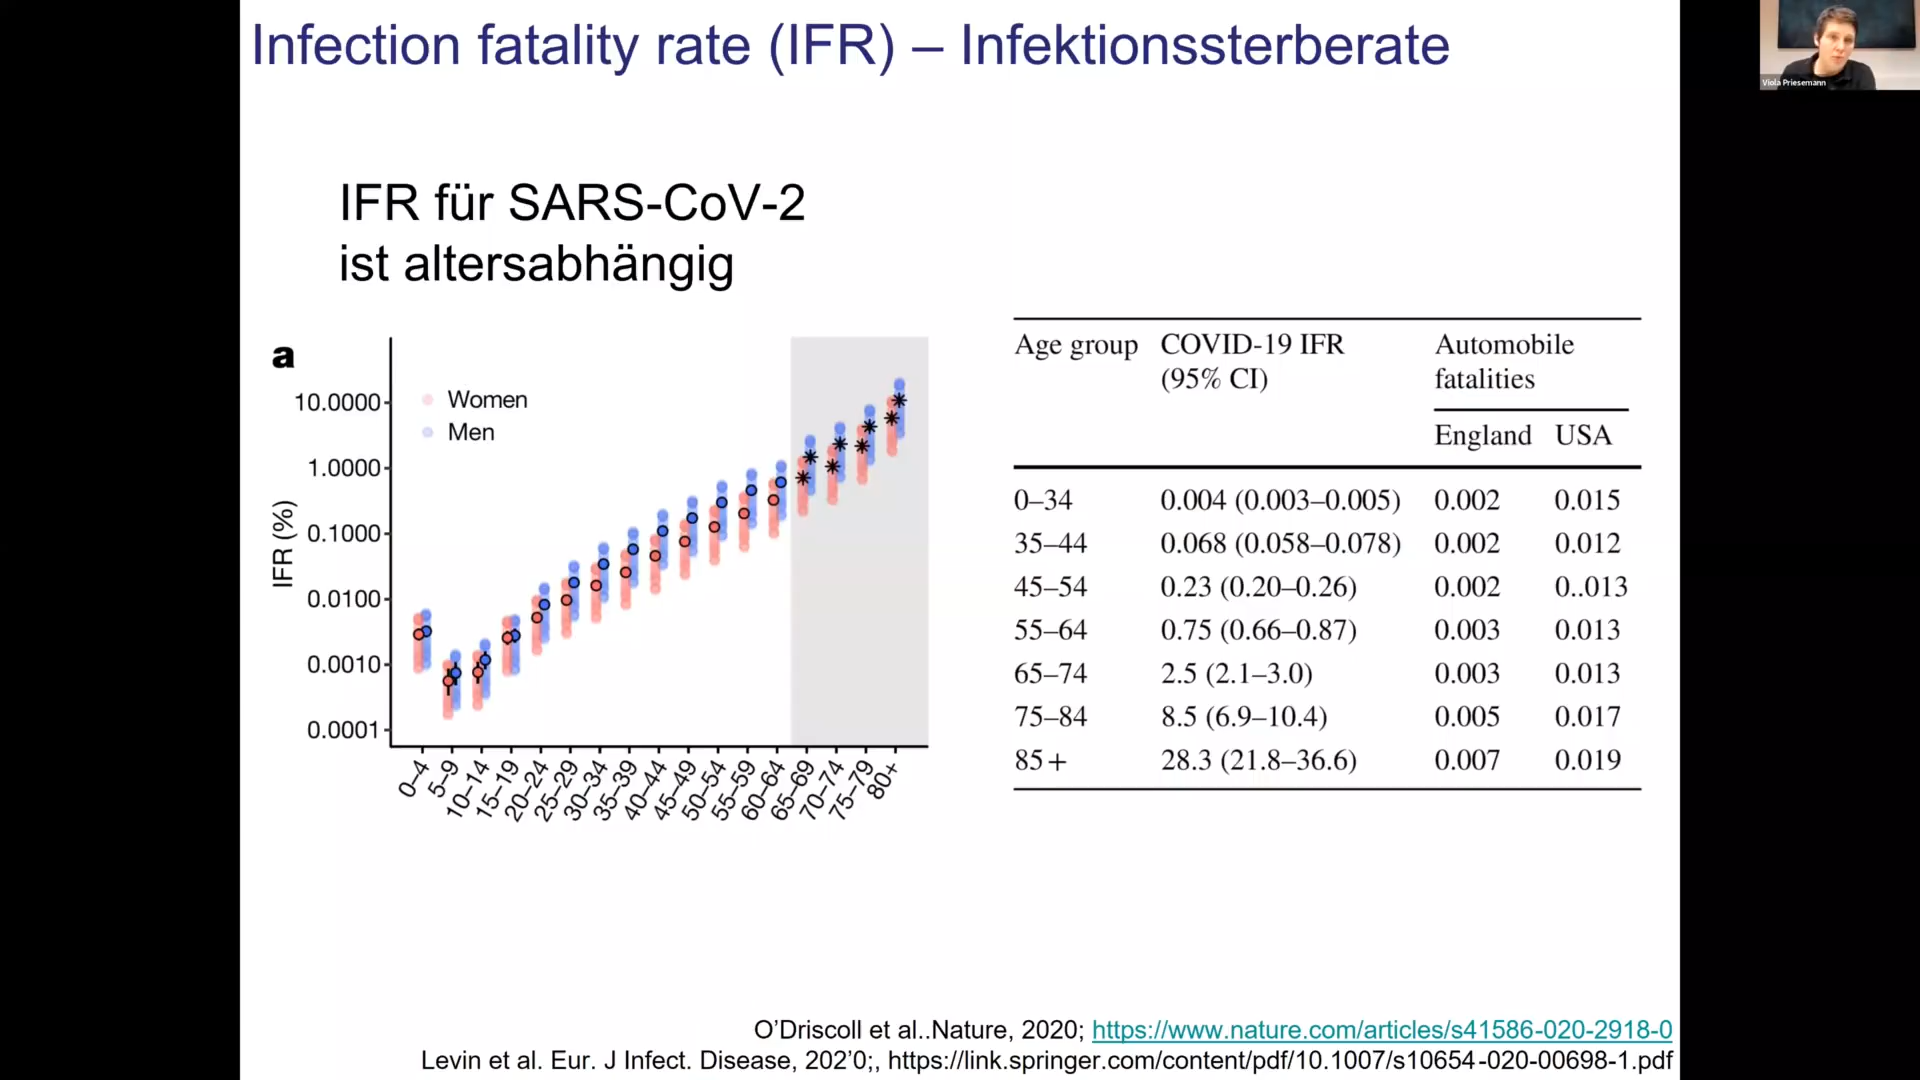 Infection fatality rate (IFR) – Infektionssterberate
Viola Priesemann
IFR für SARS-CoV-2
ist altersabhängig
a
Women
Men
IFR (%)
10.0000
1.0000
0.1000
0.0100
0.0010
0.0001
0–4 5–9 10–14 15–19 20–24 25–29 30–34 35–39 40–44 45–49 50–54 55–59 60–64 65–69 70–74 75–79 80+
Age group COVID-19 IFR Automobile
(95% CI) fatalities
England USA
0–34 0.004 (0.003–0.005) 0.002 0.015
35–44 0.068 (0.058–0.078) 0.002 0.012
45–54 0.23 (0.20–0.26) 0.002 0..013
55–64 0.75 (0.66–0.87) 0.003 0.013
65–74 2.5 (2.1–3.0) 0.003 0.013
75–84 8.5 (6.9–10.4) 0.005 0.017
85+ 28.3 (21.8–36.6) 0.007 0.019
O’Driscoll et al..Nature, 2020; https://www.nature.com/articles/s41586-020-2918-0
Levin et al. Eur. J Infect. Disease, 202’0;, https://link.springer.com/content/pdf/10.1007/s10654-020-00698-1.pdf